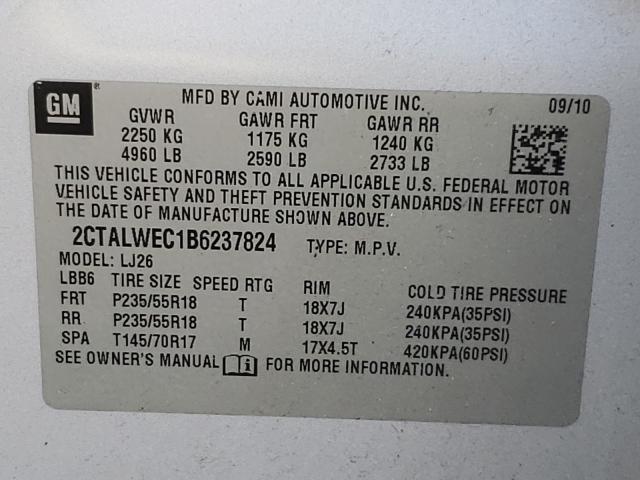 GM ®
MFD BY CAMI AUTOMOTIVE INC. 09/10
GVWR GAWR FRT GAWR RR
2250 KG 1175 KG 1240 KG
4960 LB 2590 LB 2733 LB
THIS VEHICLE CONFORMS TO ALL APPLICABLE U.S. FEDERAL MOTOR
VEHICLE SAFETY AND THEFT PREVENTION STANDARDS IN EFFECT ON
THE DATE OF MANUFACTURE SHOWN ABOVE.
2CTALWEC1B6237824 TYPE: M.P.V.
MODEL: LJ26
LBB6 TIRE SIZE SPEED RTG RIM COLD TIRE PRESSURE
FRT P235/55R18 T 18X7J 240KPA(35PSI)
RR P235/55R18 T 18X7J 240KPA(35PSI)
SPA T145/70R17 M 17X4.5T 420KPA(60PSI)
SEE OWNER'S MANUAL i FOR MORE INFORMATION.